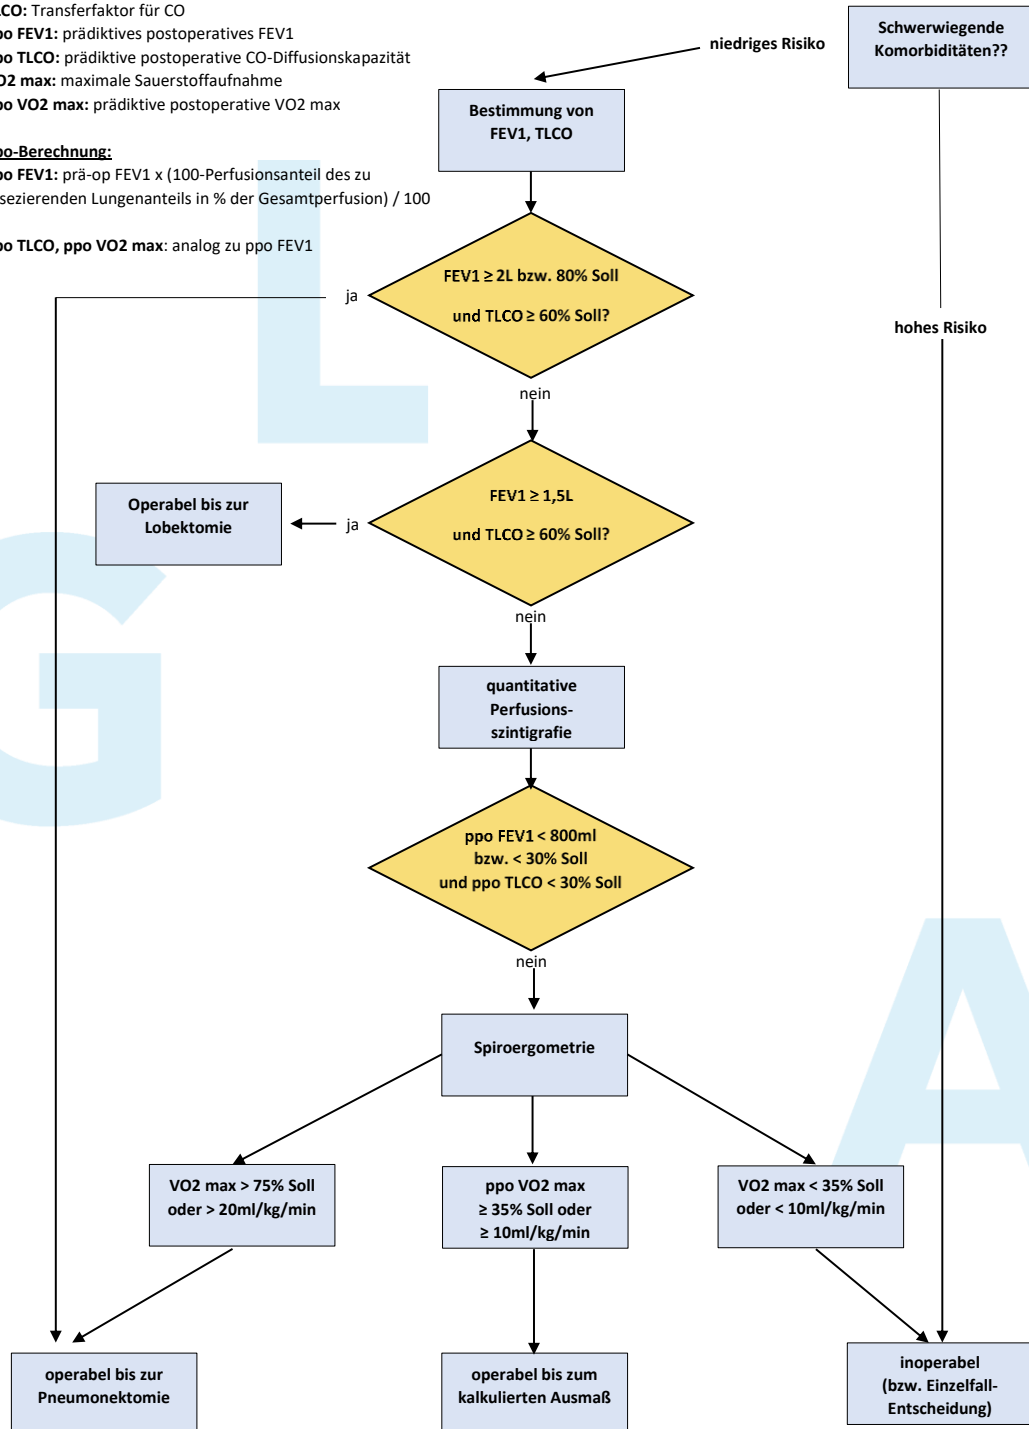 LCO: Transferfaktor für CO
po FEV1: prädiktives postoperatives FEV1
po TLCO: prädiktive postoperative CO-Diffusionskapazität
O2 max: maximale Sauerstoffaufnahme
po VO2 max: prädiktive postoperative VO2 max
po-Berechnung:
po FEV1: prä-op FEV1 x (100-Perfusionsanteil des zu
sezierenden Lungenanteils in % der Gesamtperfusion) / 100
po TLCO, ppo VO2 max: analog zu ppo FEV1
Schwerwiegende
Komorbiditäten??
niedriges Risiko
hohes Risiko
Bestimmung von
FEV1, TLCO
FEV1 ≥ 2L bzw. 80% Soll
und TLCO ≥ 60% Soll?
ja
nein
FEV1 ≥ 1,5L
und TLCO ≥ 60% Soll?
ja
Operabel bis zur
Lobektomie
nein
quantitative
Perfusions-
szintigrafie
ppo FEV1 < 800ml
bzw. < 30% Soll
und ppo TLCO < 30% Soll
nein
Spiroergometrie
VO2 max > 75% Soll
oder > 20ml/kg/min
ppo VO2 max
≥ 35% Soll oder
≥ 10ml/kg/min
VO2 max < 35% Soll
oder < 10ml/kg/min
operabel bis zur
Pneumonektomie
operabel bis zum
kalkulierten Ausmaß
inoperabel
(bzw. Einzelfall-
Entscheidung)
L
G
A